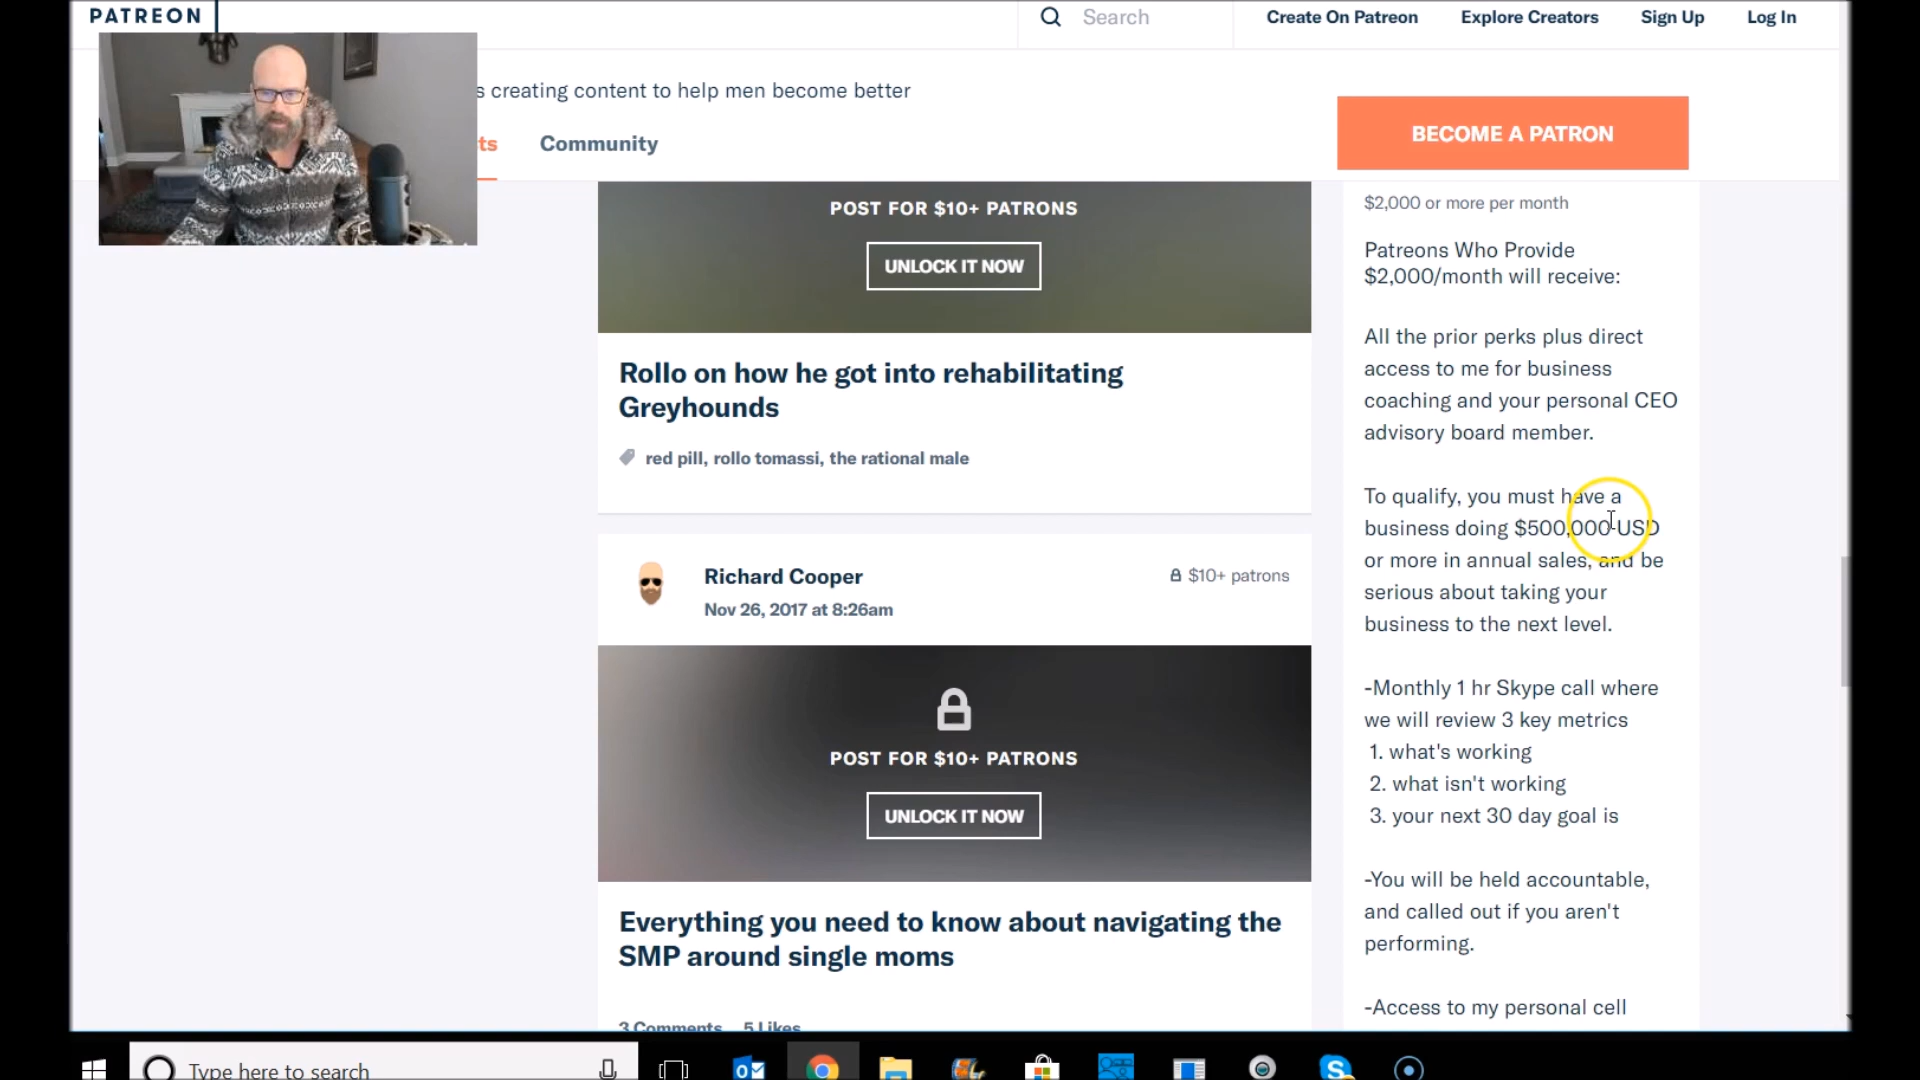 PATREON
Search
Create On Patreon
Explore Creators
Sign Up
Log In
s creating content to help men become better
ts
Community
BECOME A PATRON
POST FOR $10+ PATRONS
UNLOCK IT NOW
Rollo on how he got into rehabilitating
Greyhounds
red pill, rollo tomassi, the rational male
Richard Cooper
$10+ patrons
Nov 26, 2017 at 8:26am
POST FOR $10+ PATRONS
UNLOCK IT NOW
Everything you need to know about navigating the
SMP around single moms
3 Comments 5 Likes
$2,000 or more per month
Patreons Who Provide
$2,000/month will receive:
All the prior perks plus direct
access to me for business
coaching and your personal CEO
advisory board member.
To qualify, you must have a
business doing $500,000 USD
or more in annual sales, and be
serious about taking your
business to the next level.
-Monthly 1 hr Skype call where
we will review 3 key metrics
1. what's working
2. what isn't working
3. your next 30 day goal is
-You will be held accountable,
and called out if you aren't
performing.
-Access to my personal cell
Type here to search